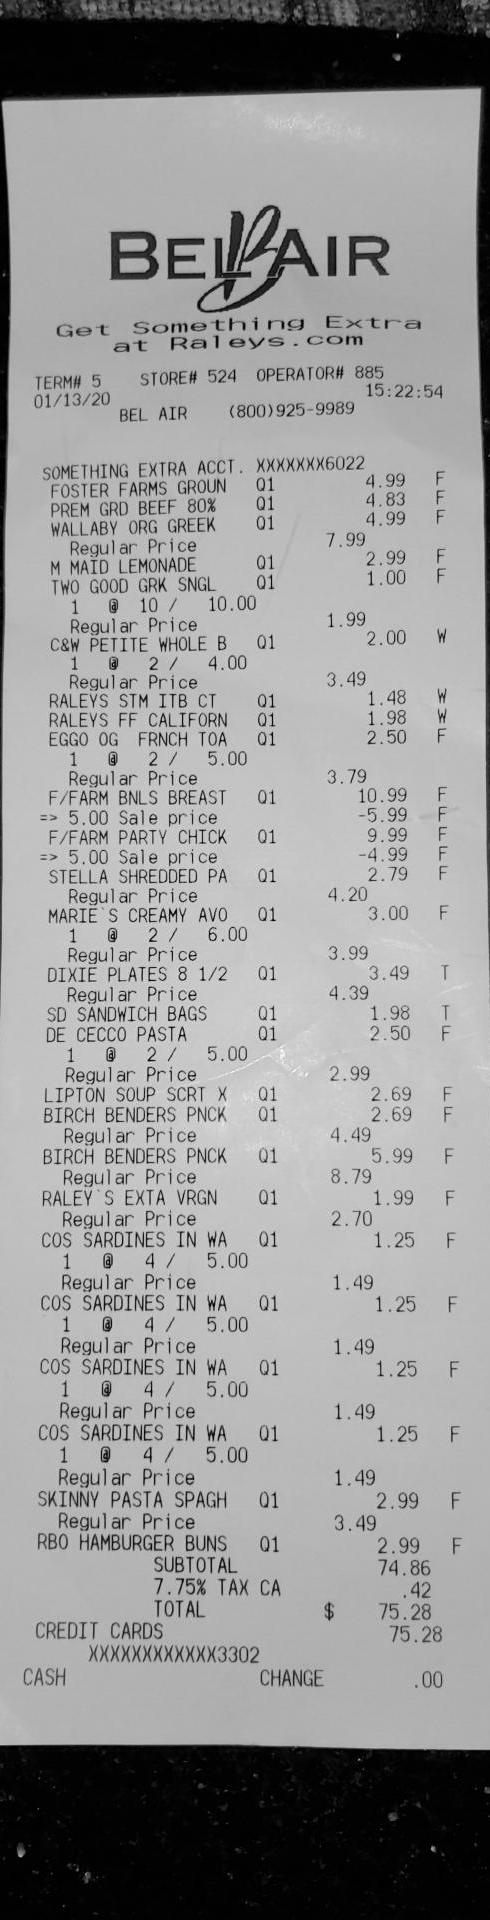 BEL AIR
Get Something Extra
at Raleys.com
TERM# 5 STORE# 524 OPERATOR# 885
01/13/20 15:22:54
BEL AIR (800)925-9989
SOMETHING EXTRA ACCT. XXXXXXX6022
FOSTER FARMS GROUN Q1 4.99 F
PREM GRD BEEF 80% Q1 4.83 F
WALLABY ORG GREEK Q1 4.99 F
Regular Price 7.99
M MAID LEMONADE Q1 2.99 F
TWO GOOD GRK SNGL Q1 1.00 F
1 @ 10 / 10.00
Regular Price 1.99
C&W PETITE WHOLE B Q1 2.00 W
1 @ 2 / 4.00
Regular Price 3.49
RALEYS STM ITB CT Q1 1.48 W
RALEYS FF CALIFORN Q1 1.98 W
EGGO OG FRNCH TOA Q1 2.50 F
1 @ 2 / 5.00
Regular Price 3.79
F/FARM BNLS BREAST Q1 10.99 F
=> 5.00 Sale price -5.99 F
F/FARM PARTY CHICK Q1 9.99 F
=> 5.00 Sale price -4.99 F
STELLA SHREDDED PA Q1 2.79 F
Regular Price 4.20
MARIE`S CREAMY AVO Q1 3.00 F
1 @ 2 / 6.00
Regular Price 3.99
DIXIE PLATES 8 1/2 Q1 3.49 T
Regular Price 4.39
SD SANDWICH BAGS Q1 1.98 T
DE CECCO PASTA Q1 2.50 F
1 @ 2 / 5.00
Regular Price 2.99
LIPTON SOUP SCRT X Q1 2.69 F
BIRCH BENDERS PNCK Q1 2.69 F
Regular Price 4.49
BIRCH BENDERS PNCK Q1 5.99 F
Regular Price 8.79
RALEY`S EXTA VRGN Q1 1.99 F
Regular Price 2.70
COS SARDINES IN WA Q1 1.25 F
1 @ 4 / 5.00
Regular Price 1.49
COS SARDINES IN WA Q1 1.25 F
1 @ 4 / 5.00
Regular Price 1.49
COS SARDINES IN WA Q1 1.25 F
1 @ 4 / 5.00
Regular Price 1.49
COS SARDINES IN WA Q1 1.25 F
1 @ 4 / 5.00
Regular Price 1.49
SKINNY PASTA SPAGH Q1 2.99 F
Regular Price 3.49
RBO HAMBURGER BUNS Q1 2.99 F
SUBTOTAL 74.86
7.75% TAX CA .42
TOTAL $ 75.28
CREDIT CARDS 75.28
XXXXXXXXXXXX3302
CASH CHANGE .00